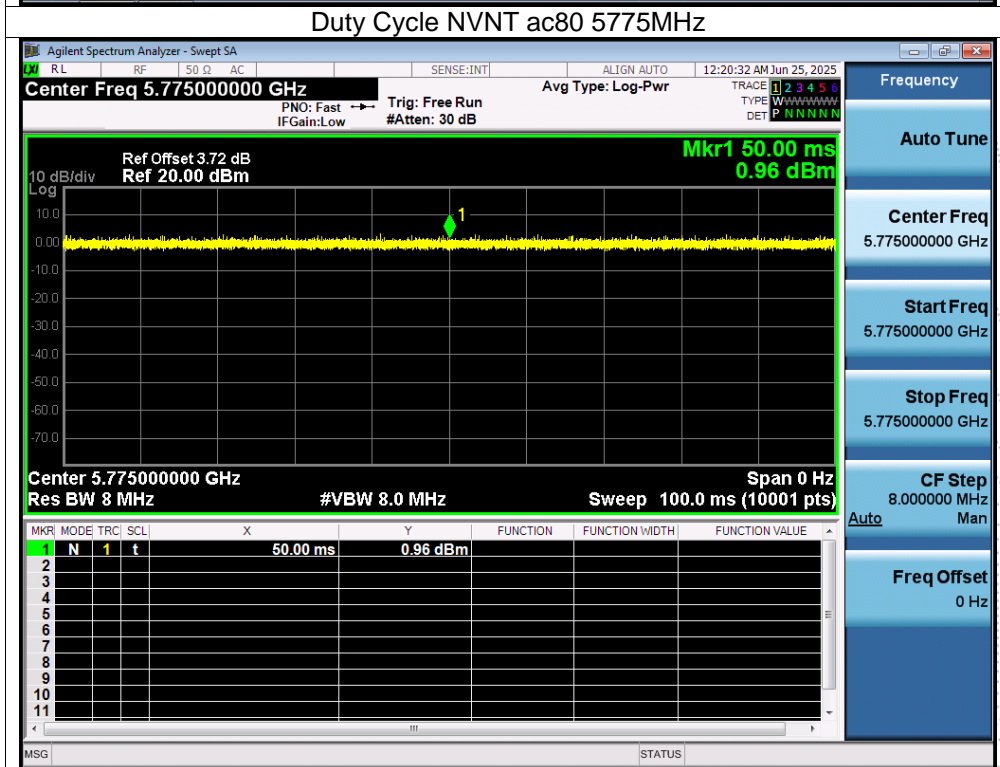 Duty Cycle NVNT ac80 5775MHz
Agilent Spectrum Analyzer - Swept SA
LXI RL RF 50 Ω AC SENSE:INT ALIGN AUTO 12:20:32 AM Jun 25, 2025
Center Freq 5.775000000 GHz
PNO: Fast
IFGain:Low
Trig: Free Run
#Atten: 30 dB
Avg Type: Log-Pwr
TRACE 1 2 3 4 5 6
TYPE WWWWWW
DET P N N N N N
Mkr1 50.00 ms
0.96 dBm
Ref Offset 3.72 dB
Ref 20.00 dBm
10 dB/div
Log
10.0
0.00
-10.0
-20.0
-30.0
-40.0
-50.0
-60.0
-70.0
1
Center 5.775000000 GHz
Span 0 Hz
Res BW 8 MHz
#VBW 8.0 MHz
Sweep 100.0 ms (10001 pts)
MKR MODE TRC SCL X Y FUNCTION FUNCTION WIDTH FUNCTION VALUE
1 N 1 t 50.00 ms 0.96 dBm
2
3
4
5
6
7
8
9
10
11
MSG
STATUS
Frequency
Auto Tune
Center Freq
5.775000000 GHz
Start Freq
5.775000000 GHz
Stop Freq
5.775000000 GHz
CF Step
8.000000 MHz
Auto Man
Freq Offset
0 Hz